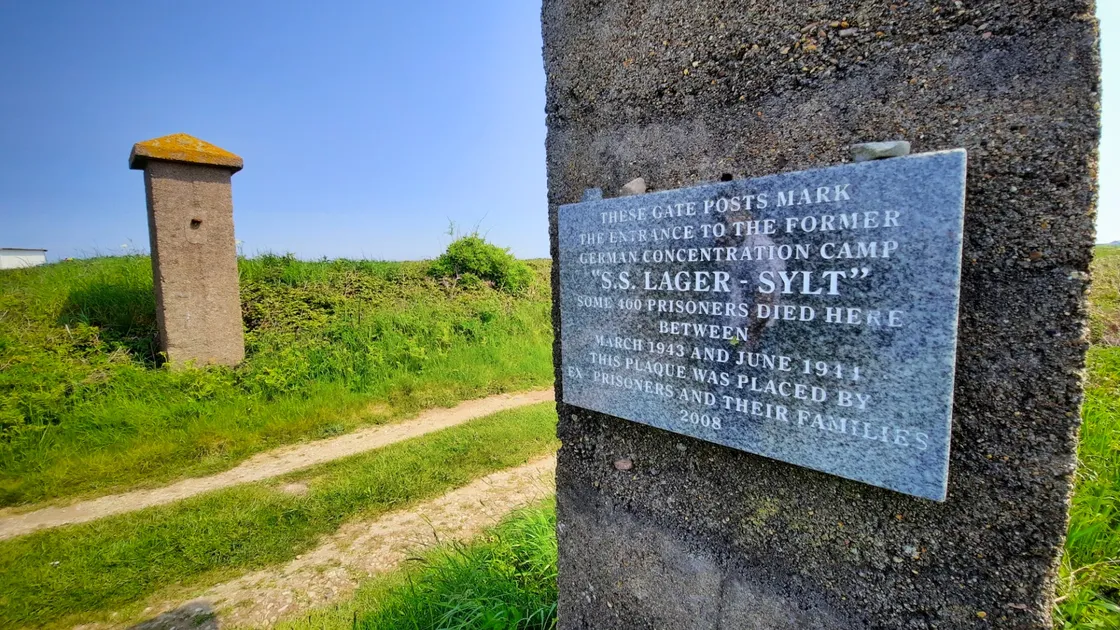 THESE GATE POSTS MARK
THE ENTRANCE TO THE FORMER
GERMAN CONCENTRATION CAMP
"S.S. LAGER - SYLT"
SOME 400 PRISONERS DIED HERE
BETWEEN
MARCH 1943 AND JUNE 1944
THIS PLAQUE WAS PLACED BY
EX PRISONERS AND THEIR FAMILIES
2008